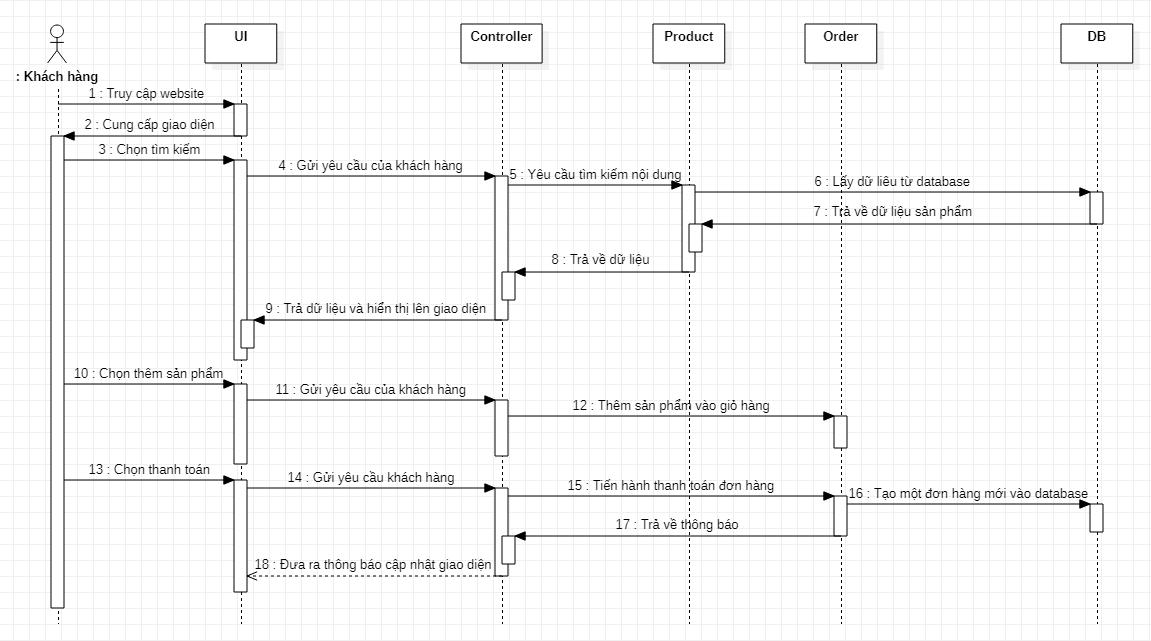 UI
Controller
Product
Order
DB
: Khách hàng
1 : Truy cập website
2 : Cung cấp giao diện
3 : Chọn tìm kiếm
4 : Gửi yêu cầu của khách hàng
5 : Yêu cầu tìm kiếm nội dung
6 : Lấy dữ liêu từ database
7 : Trả về dữ liệu sản phẩm
8 : Trả về dữ liệu
9 : Trả dữ liệu và hiển thị lên giao diện
10 : Chọn thêm sản phẩm
11 : Gửi yêu cầu của khách hàng
12 : Thêm sản phẩm vào giỏ hàng
13 : Chọn thanh toán
14 : Gửi yêu cầu khách hàng
15 : Tiến hành thanh toán đơn hàng
16 : Tạo một đơn hàng mới vào database
17 : Trả về thông báo
18 : Đưa ra thông báo cập nhật giao diện